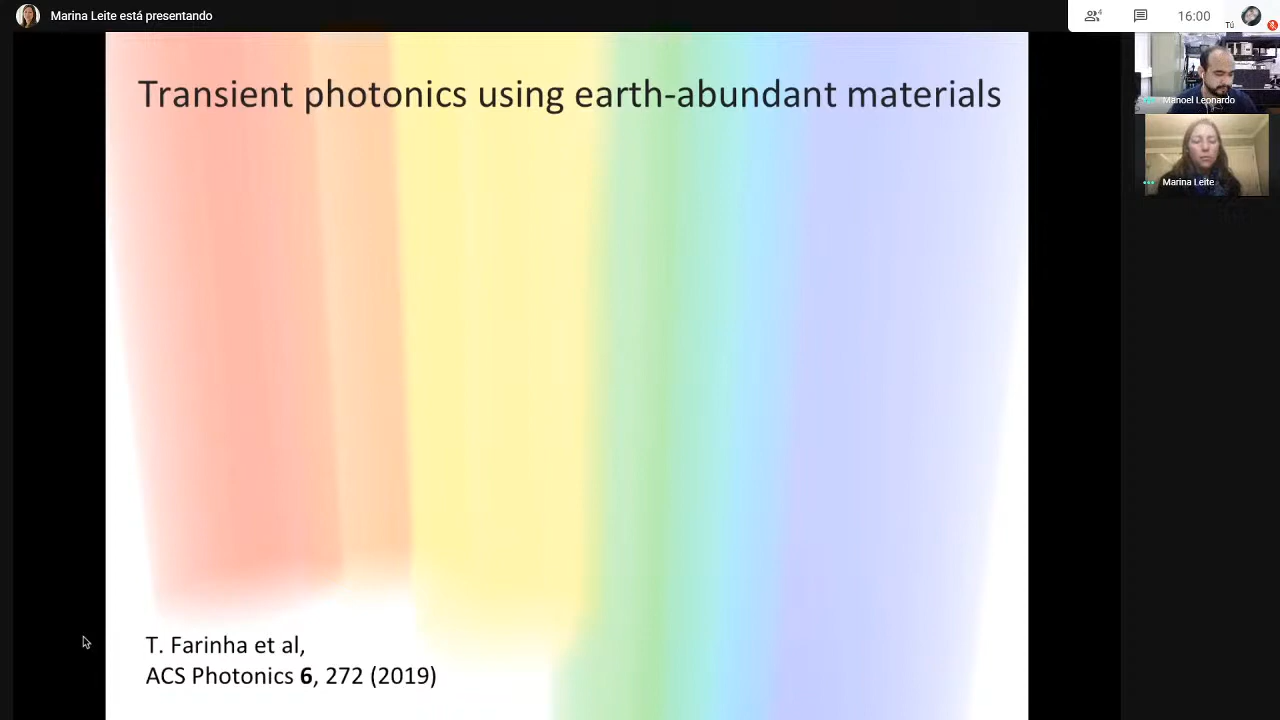 Marina Leite está presentando
4
16:00
Tú
Transient photonics using earth-abundant materials
Manoel Leonardo
Marina Leite
T. Farinha et al,
ACS Photonics 6, 272 (2019)